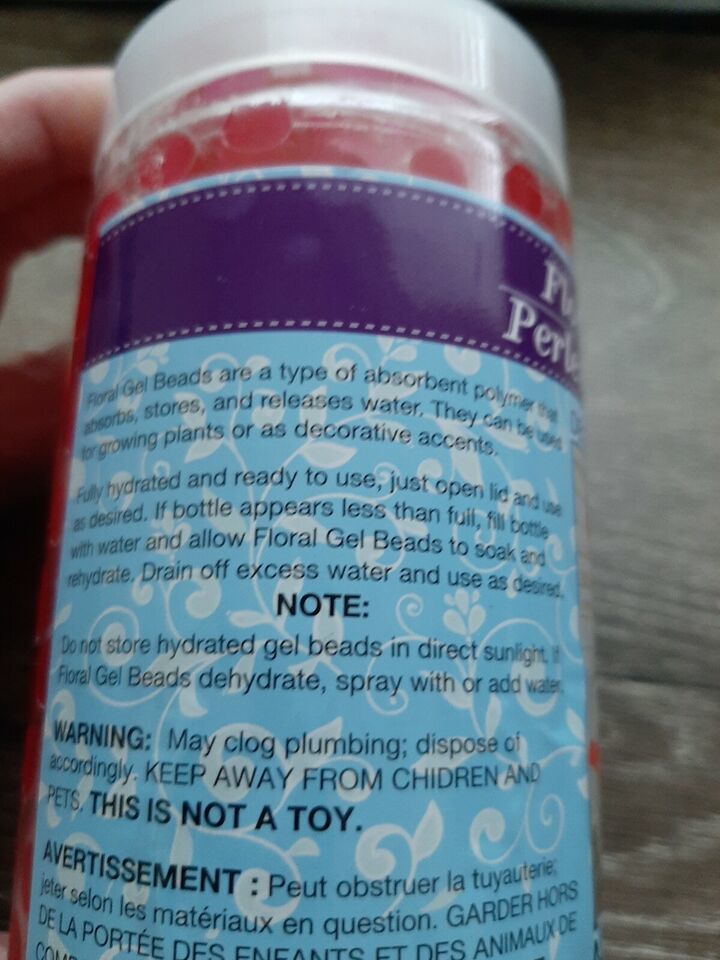 Flo
Perle
Floral Gel Beads are a type of absorbent polymer that
absorbs, stores, and releases water. They can be used
for growing plants or as decorative accents.
Fully hydrated and ready to use, just open lid and use
as desired. If bottle appears less than full, fill bottle
with water and allow Floral Gel Beads to soak and
rehydrate. Drain off excess water and use as desired.
NOTE:
Do not store hydrated gel beads in direct sunlight. If
Floral Gel Beads dehydrate, spray with or add water.
WARNING: May clog plumbing; dispose of
accordingly. KEEP AWAY FROM CHIDREN AND
PETS. THIS IS NOT A TOY.
AVERTISSEMENT : Peut obstruer la tuyauterie;
jeter selon les matériaux en question. GARDER HORS
DE LA PORTÉE DES ENFANTS ET DES ANIMAUX DE